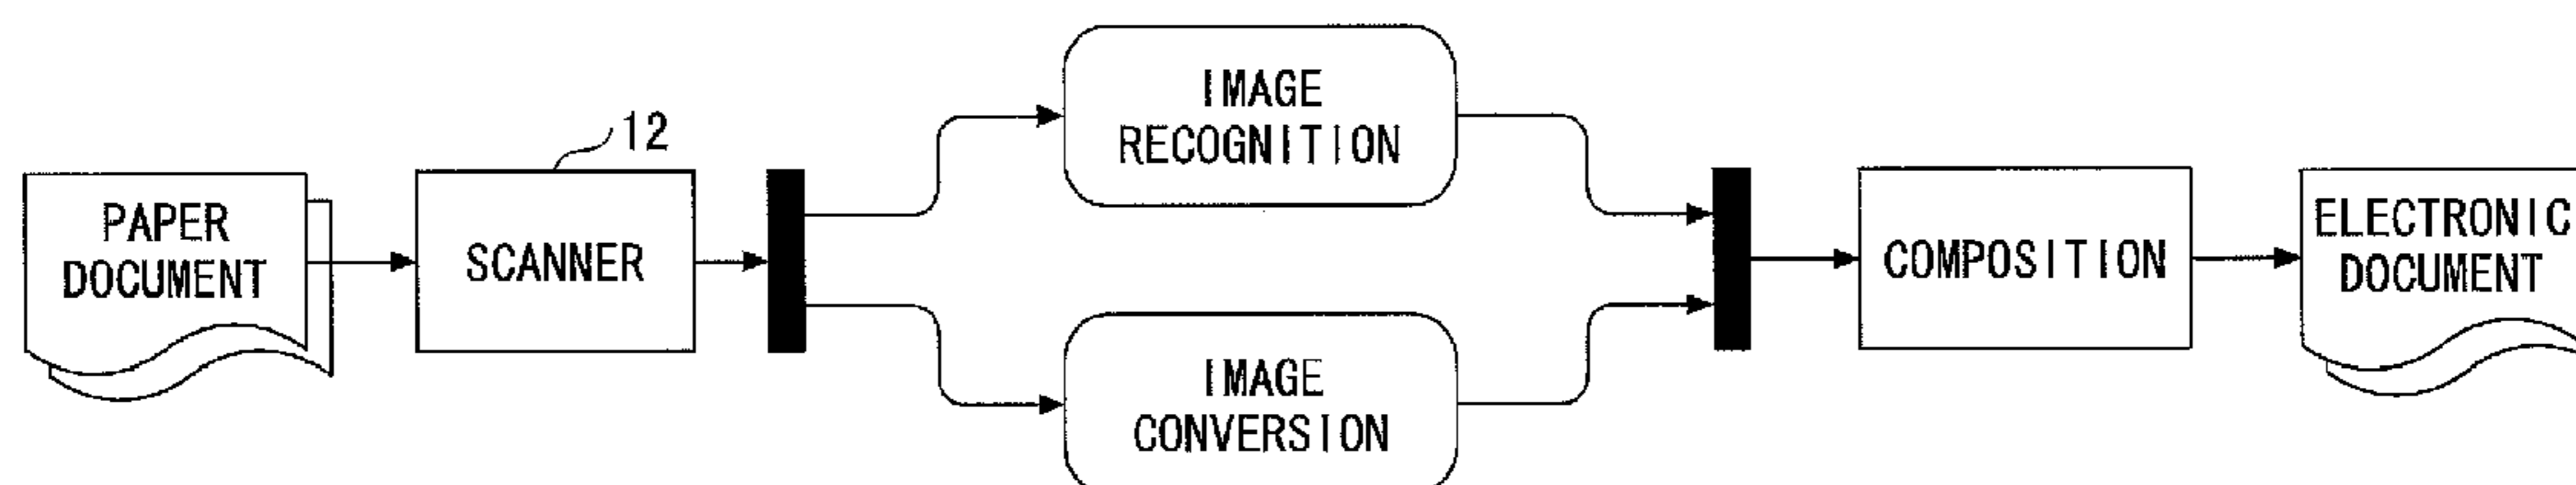 12
PAPER
DOCUMENT
SCANNER
IMAGE
RECOGNITION
IMAGE
CONVERSION
COMPOSITION
ELECTRONIC
DOCUMENT